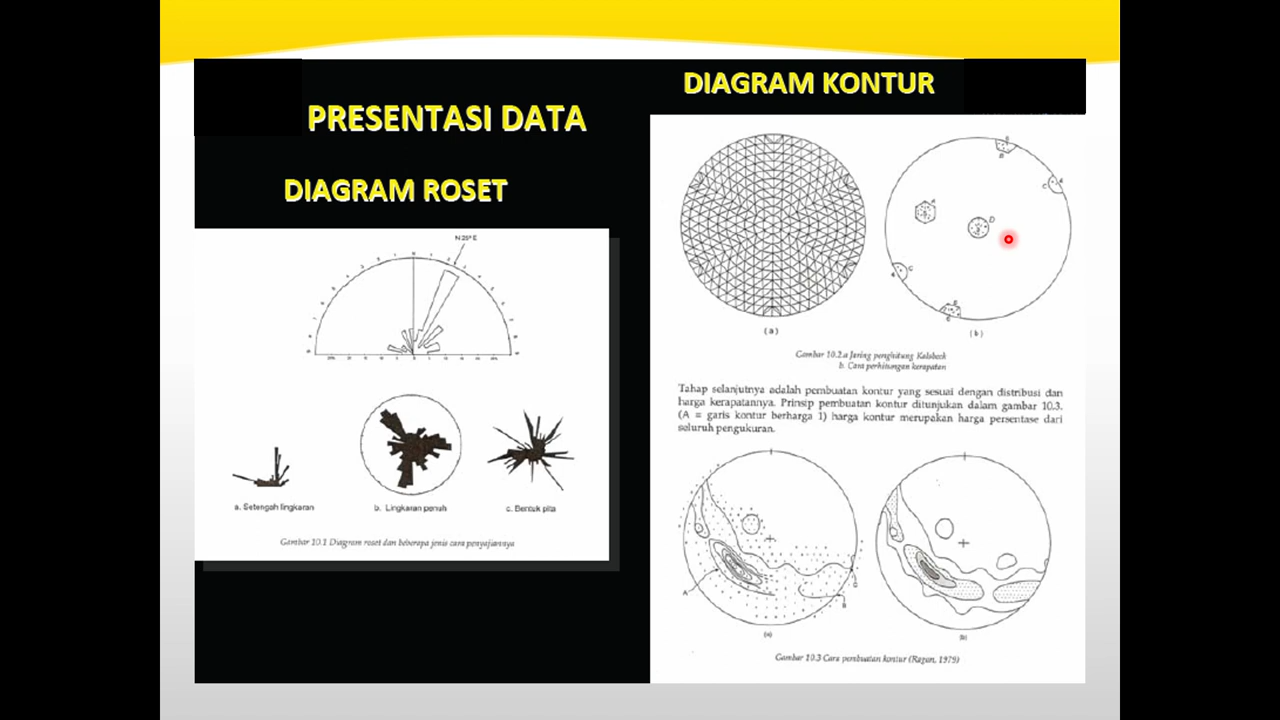 PRESENTASI DATA
DIAGRAM ROSET
N 25° E
a. Setengah lingkaran
b. Lingkaran penuh
c. Bentuk pita
Gambar 10.1 Diagram roset dan beberapa jenis cara penyajiannya
DIAGRAM KONTUR
A
D
C
(a)
(b)
Gambar 10.2.a Jaring penghitung Kalsbeek
b. Cara perhitungan kerapatan
Tahap selanjutnya adalah pembuatan kontur yang sesuai dengan distribusi dan
harga kerapatannya. Prinsip pembuatan kontur ditunjukan dalam gambar 10.3.
(A = garis kontur berharga 1) harga kontur merupakan harga persentase dari
seluruh pengukuran.
A
B
(a)
(b)
Gambar 10.3 Cara pembuatan kontur (Ragan, 1979)